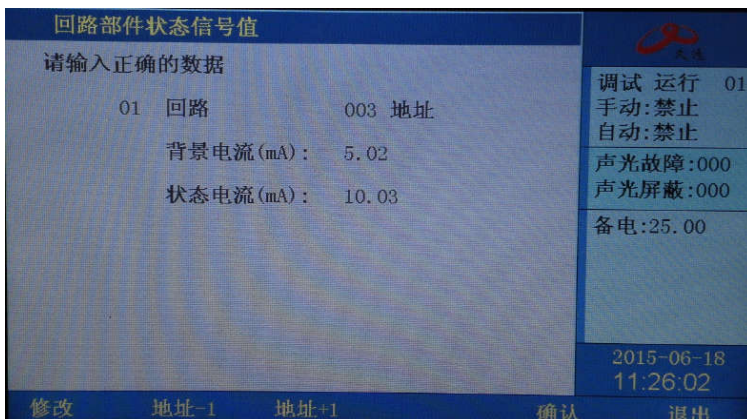 回路部件状态信号值
请输入正确的数据
01 回路 003 地址
背景电流(mA): 5.02
状态电流(mA): 10.03
调试 运行 01
手动:禁止
自动:禁止
声光故障:000
声光屏蔽:000
备电:25.00
2015-06-18
11:26:02
修改 地址-1 地址+1 确认 退出